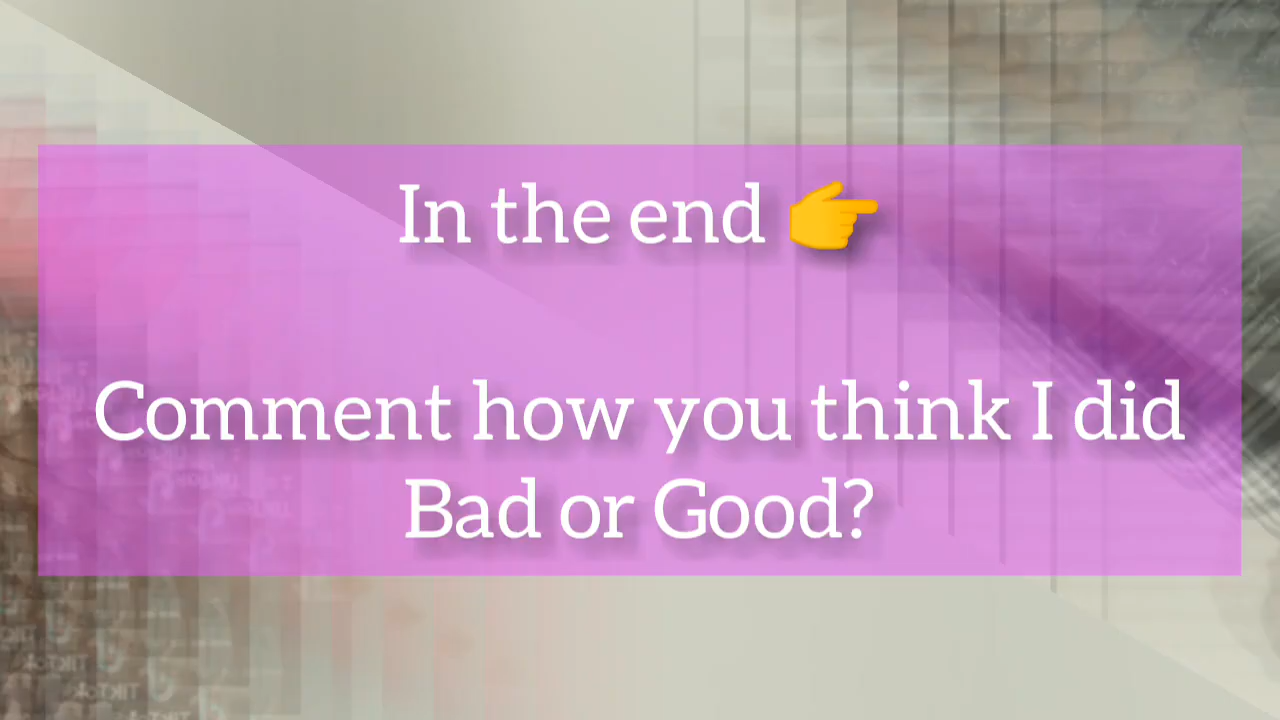 In the end 👉
Comment how you think I did
Bad or Good?